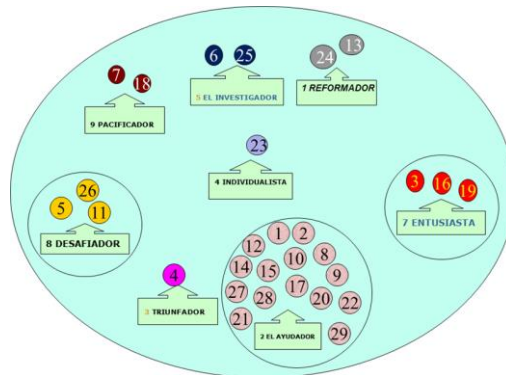 6 25
13
24
7
18
5 EL INVESTIGADOR
1 REFORMADOR
9 PACIFICADOR
23
4 INDIVIDUALISTA
3 16 19
7 ENTUSIASTA
26
5 11
8 DESAFIADOR
1 2
12
10 8
14 15 9
4
17
27 28 20 22
3 TRIUNFADOR
21
29
2 EL AYUDADOR